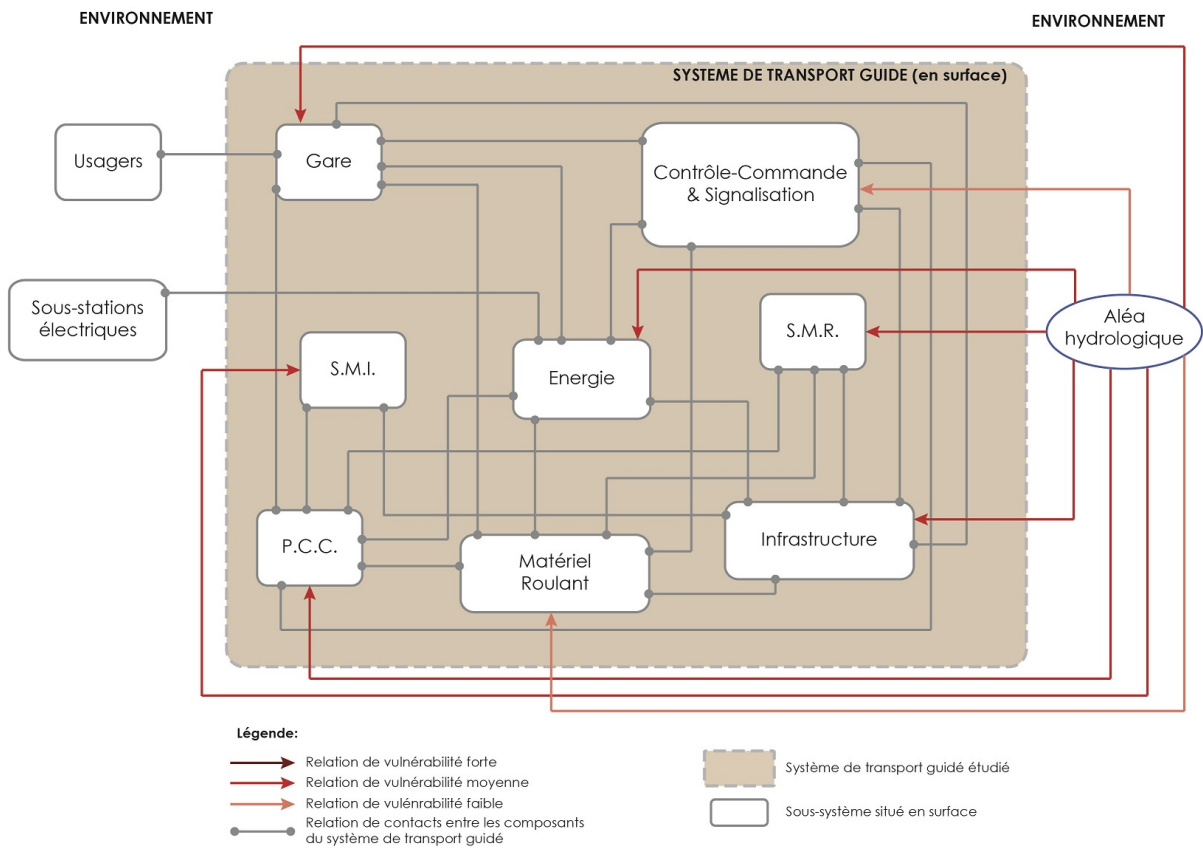 ENVIRONNEMENT
ENVIRONNEMENT
SYSTEME DE TRANSPORT GUIDE (en surface)
Usagers
Gare
Contrôle-Commande
& Signalisation
Sous-stations
électriques
S.M.I.
Energie
S.M.R.
Aléa
hydrologique
P.C.C.
Matériel
Roulant
Infrastructure
Légende:
Relation de vulnérabilité forte
Relation de vulnérabilité moyenne
Relation de vulénrabilité faible
Relation de contacts entre les composants
du système de transport guidé
Système de transport guidé étudié
Sous-système situé en surface